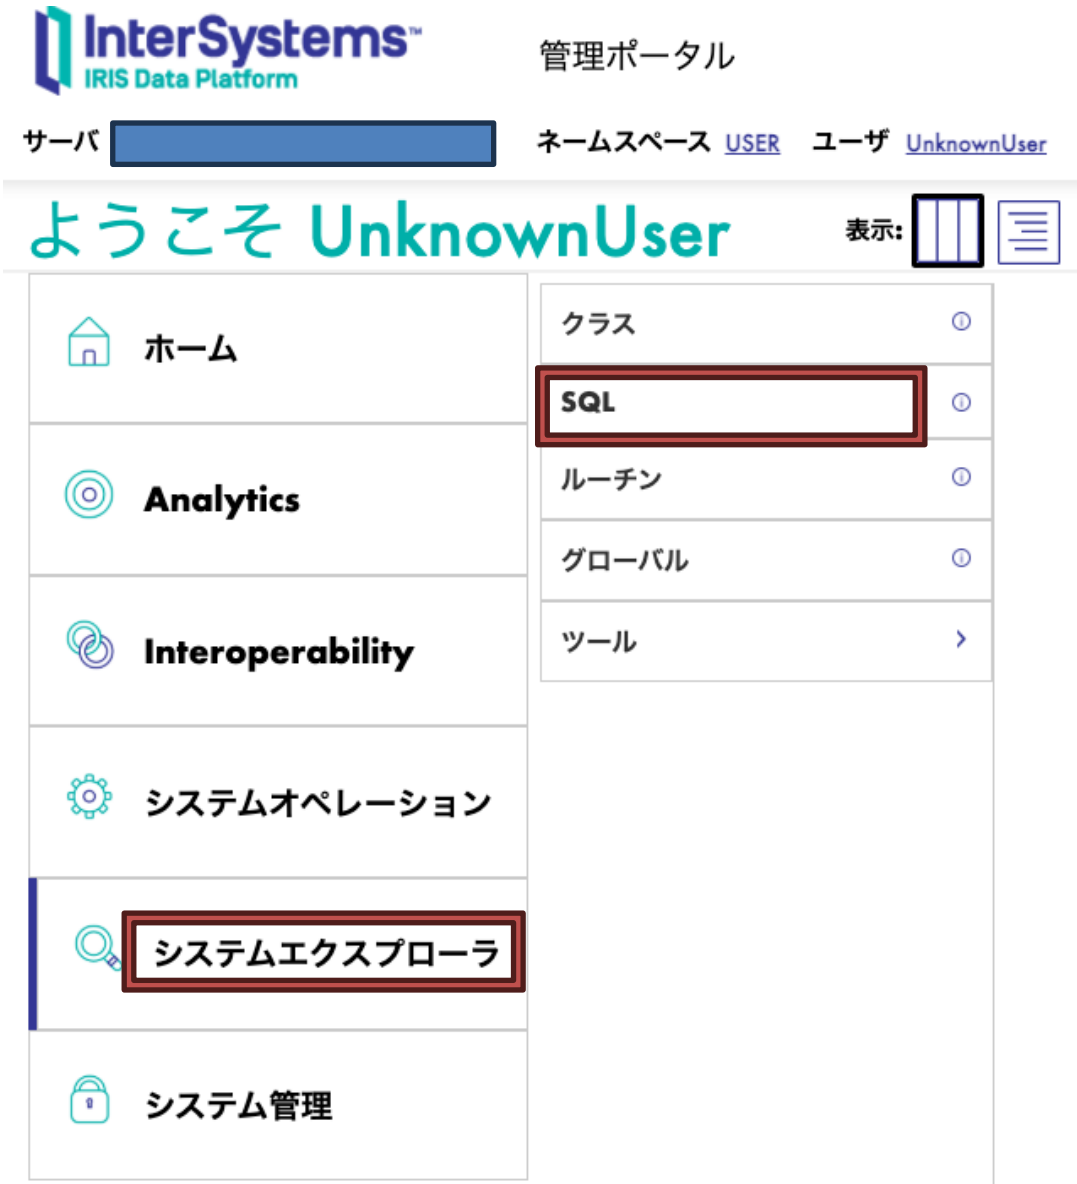 InterSystems™
IRIS Data Platform
管理ポータル
サーバ ネームスペース USER ユーザ UnknownUser
ようこそ UnknownUser
表示:
ホーム
Analytics
Interoperability
システムオペレーション
システムエクスプローラ
システム管理
クラス
SQL
ルーチン
グローバル
ツール